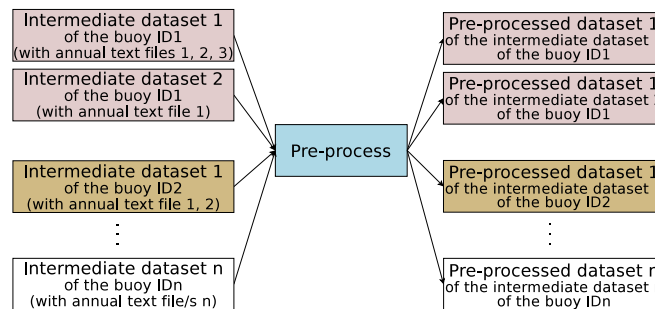 Intermediate dataset 1
of the buoy ID1
(with annual text files 1, 2, 3)
Intermediate dataset 2
of the buoy ID1
(with annual text file 1)
Intermediate dataset 1
of the buoy ID2
(with annual text file 1, 2)
Intermediate dataset n
of the buoy IDn
(with annual text file/s n)
Pre-process
Pre-processed dataset 1
of the intermediate dataset
of the buoy ID1
Pre-processed dataset 1
of the intermediate dataset
of the buoy ID1
Pre-processed dataset 1
of the intermediate dataset
of the buoy ID2
Pre-processed dataset n
of the intermediate dataset
of the buoy IDn